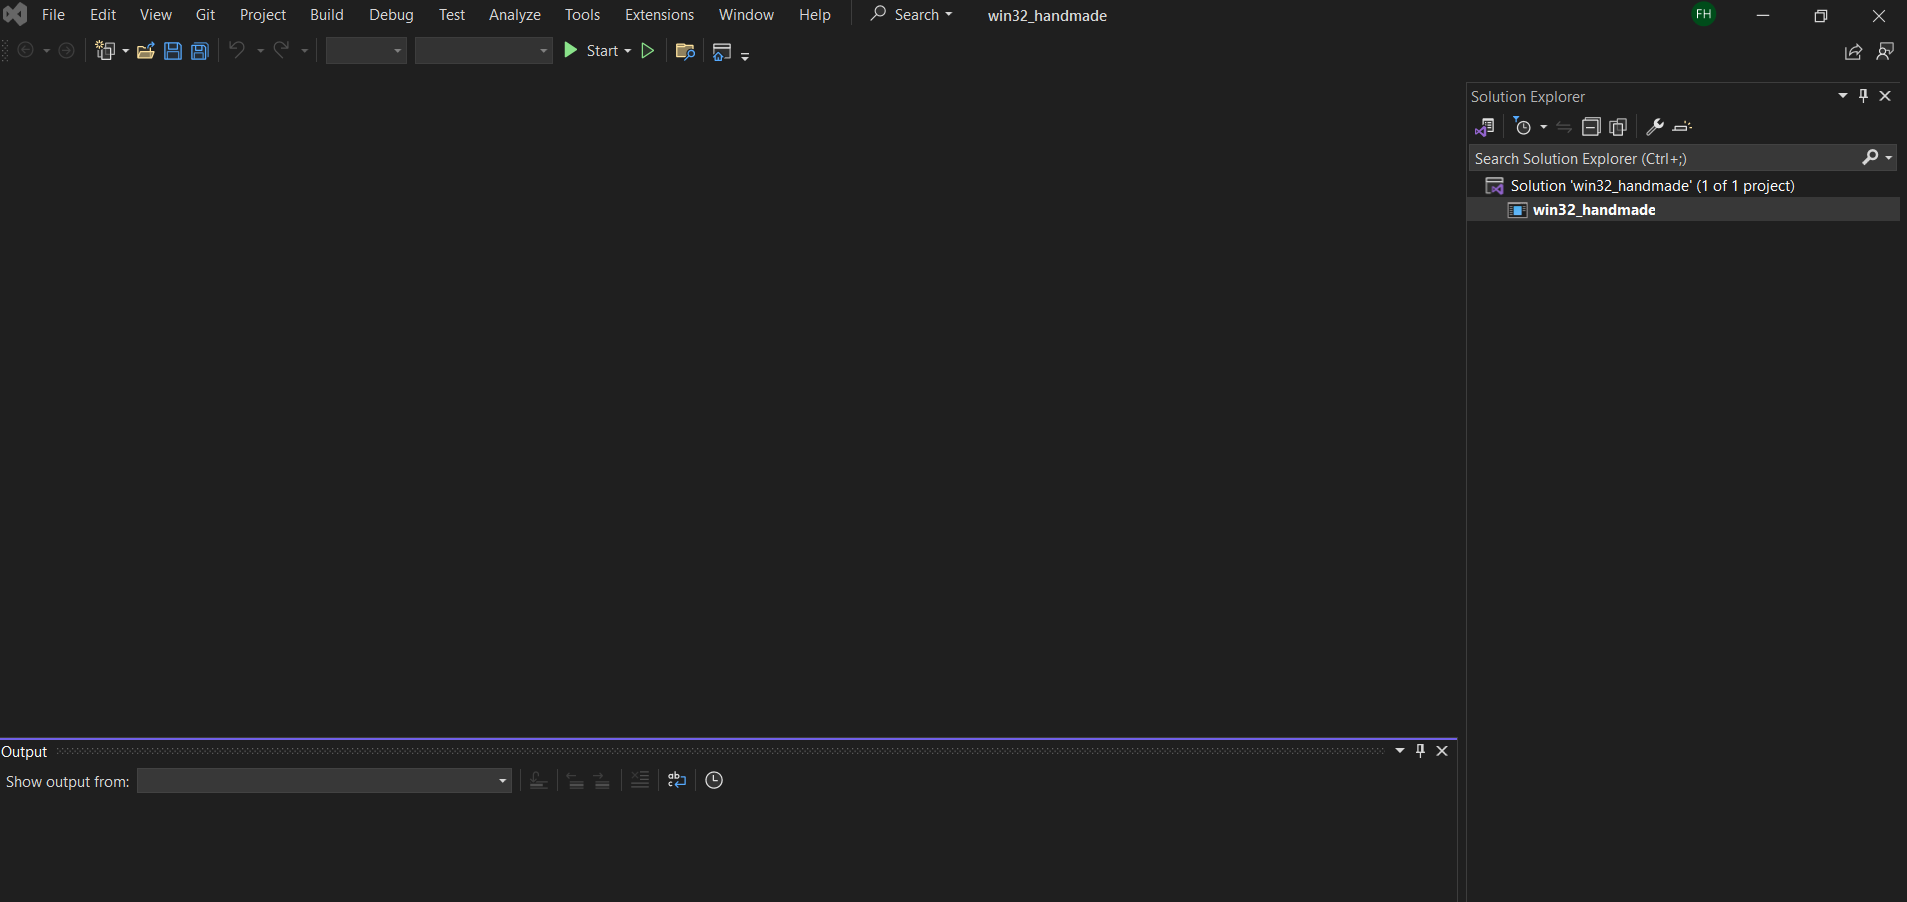 File Edit View Git Project Build Debug Test Analyze Tools Extensions Window Help Search win32_handmade FH
Start
Solution Explorer
Search Solution Explorer (Ctrl+;)
Solution 'win32_handmade' (1 of 1 project)
win32_handmade
Output
Show output from:
ab
c